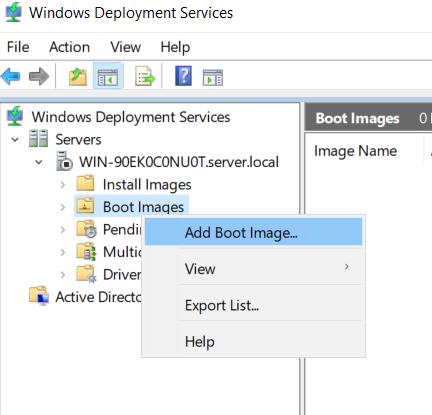 Windows Deployment Services
File Action View Help
Windows Deployment Services
Servers
WIN-90EK0C0NU0T.server.local
Install Images
Boot Images
Pendi
Multic
Driver
Active Directo
Boot Images 0
Image Name
Add Boot Image...
View
Export List...
Help